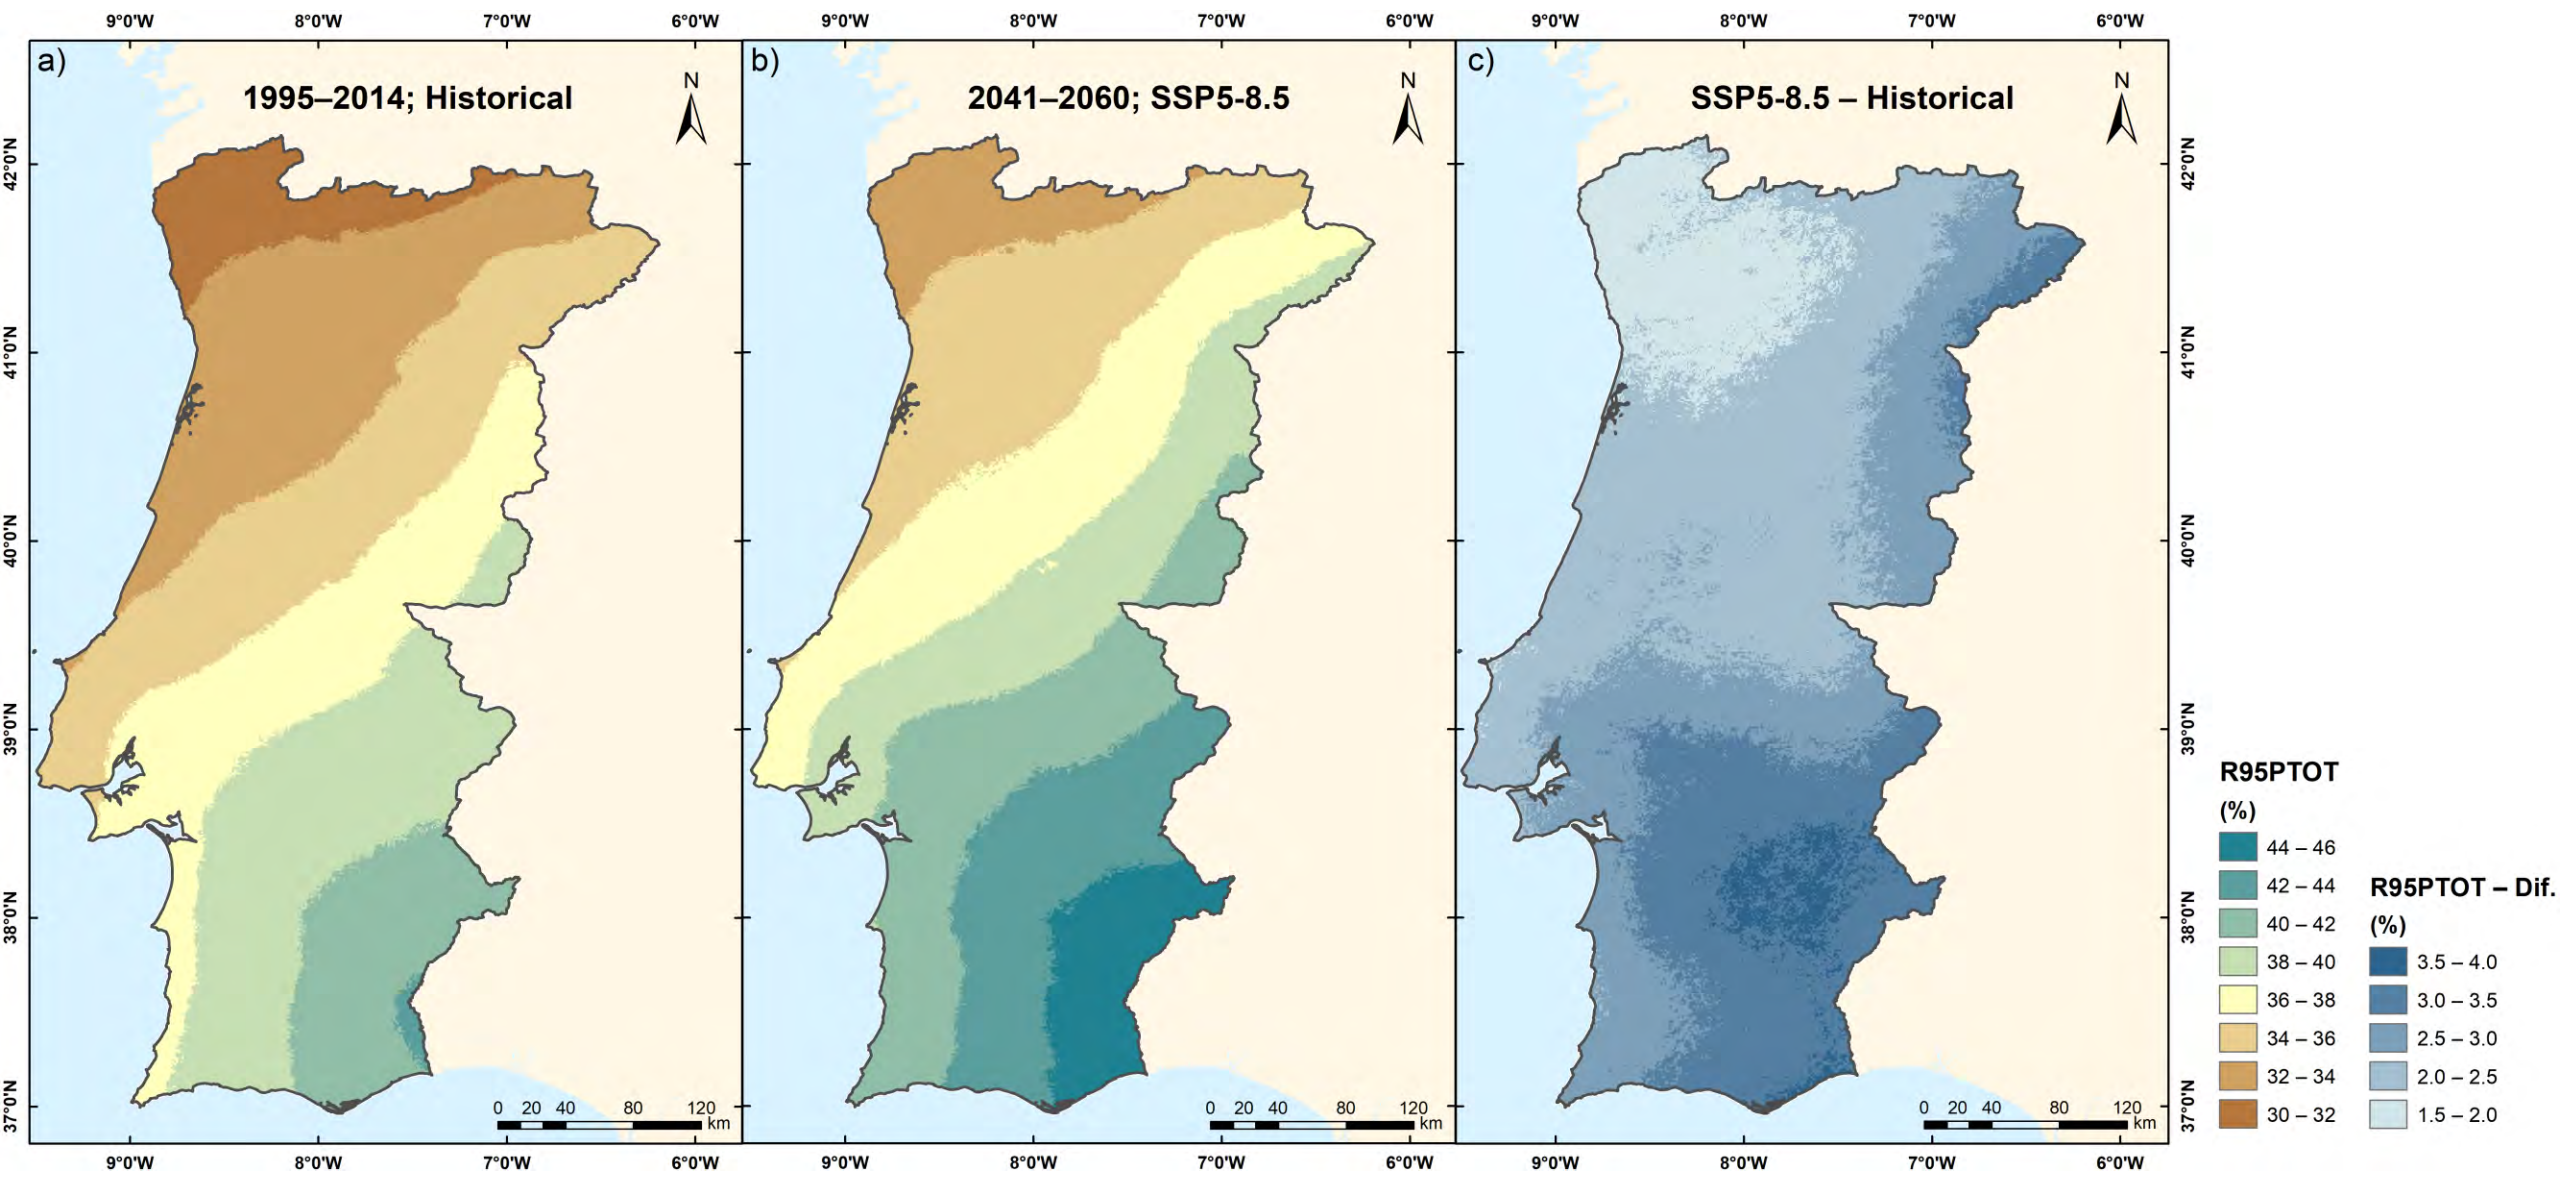 9°0'W 8°0'W 7°0'W 6°0'W 9°0'W 8°0'W 7°0'W 6°0'W 9°0'W 8°0'W 7°0'W 6°0'W
a)
1995–2014; Historical
N
b)
2041–2060; SSP5-8.5
N
c)
SSP5-8.5 – Historical
N
42°0'N
41°0'N
40°0'N
39°0'N
38°0'N
37°0'N
42°0'N
41°0'N
40°0'N
39°0'N
38°0'N
37°0'N
0 20 40 80 120
km
0 20 40 80 120
km
0 20 40 80 120
km
9°0'W 8°0'W 7°0'W 6°0'W 9°0'W 8°0'W 7°0'W 6°0'W 9°0'W 8°0'W 7°0'W 6°0'W
R95PTOT
(%)
44 – 46
42 – 44
40 – 42
38 – 40
36 – 38
34 – 36
32 – 34
30 – 32
R95PTOT – Dif.
(%)
3.5 – 4.0
3.0 – 3.5
2.5 – 3.0
2.0 – 2.5
1.5 – 2.0